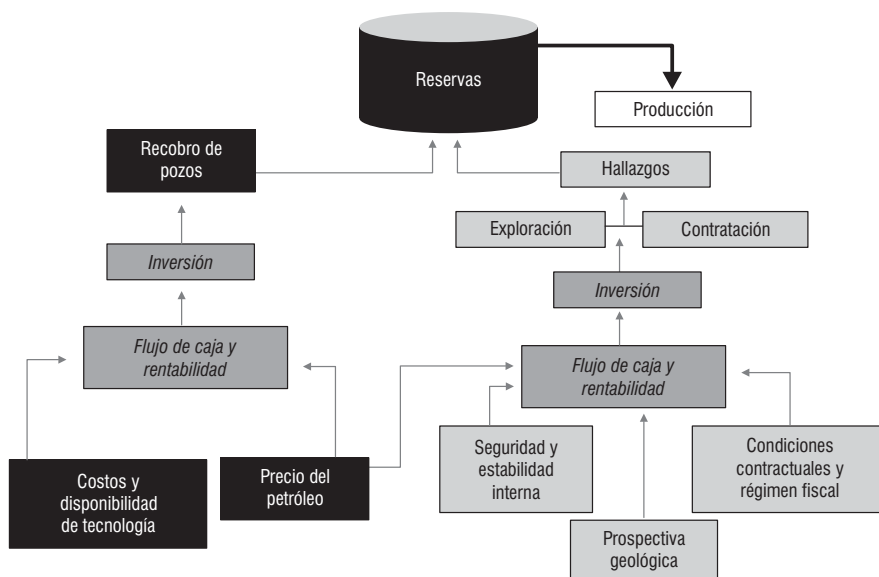 Reservas
Producción
Recobro de
pozos
Hallazgos
Exploración
Contratación
Inversión
Inversión
Flujo de caja y
rentabilidad
Flujo de caja y
rentabilidad
Costos y
disponibilidad
de tecnología
Precio del
petróleo
Seguridad y
estabilidad
interna
Condiciones
contractuales y
régimen fiscal
Prospectiva
geológica